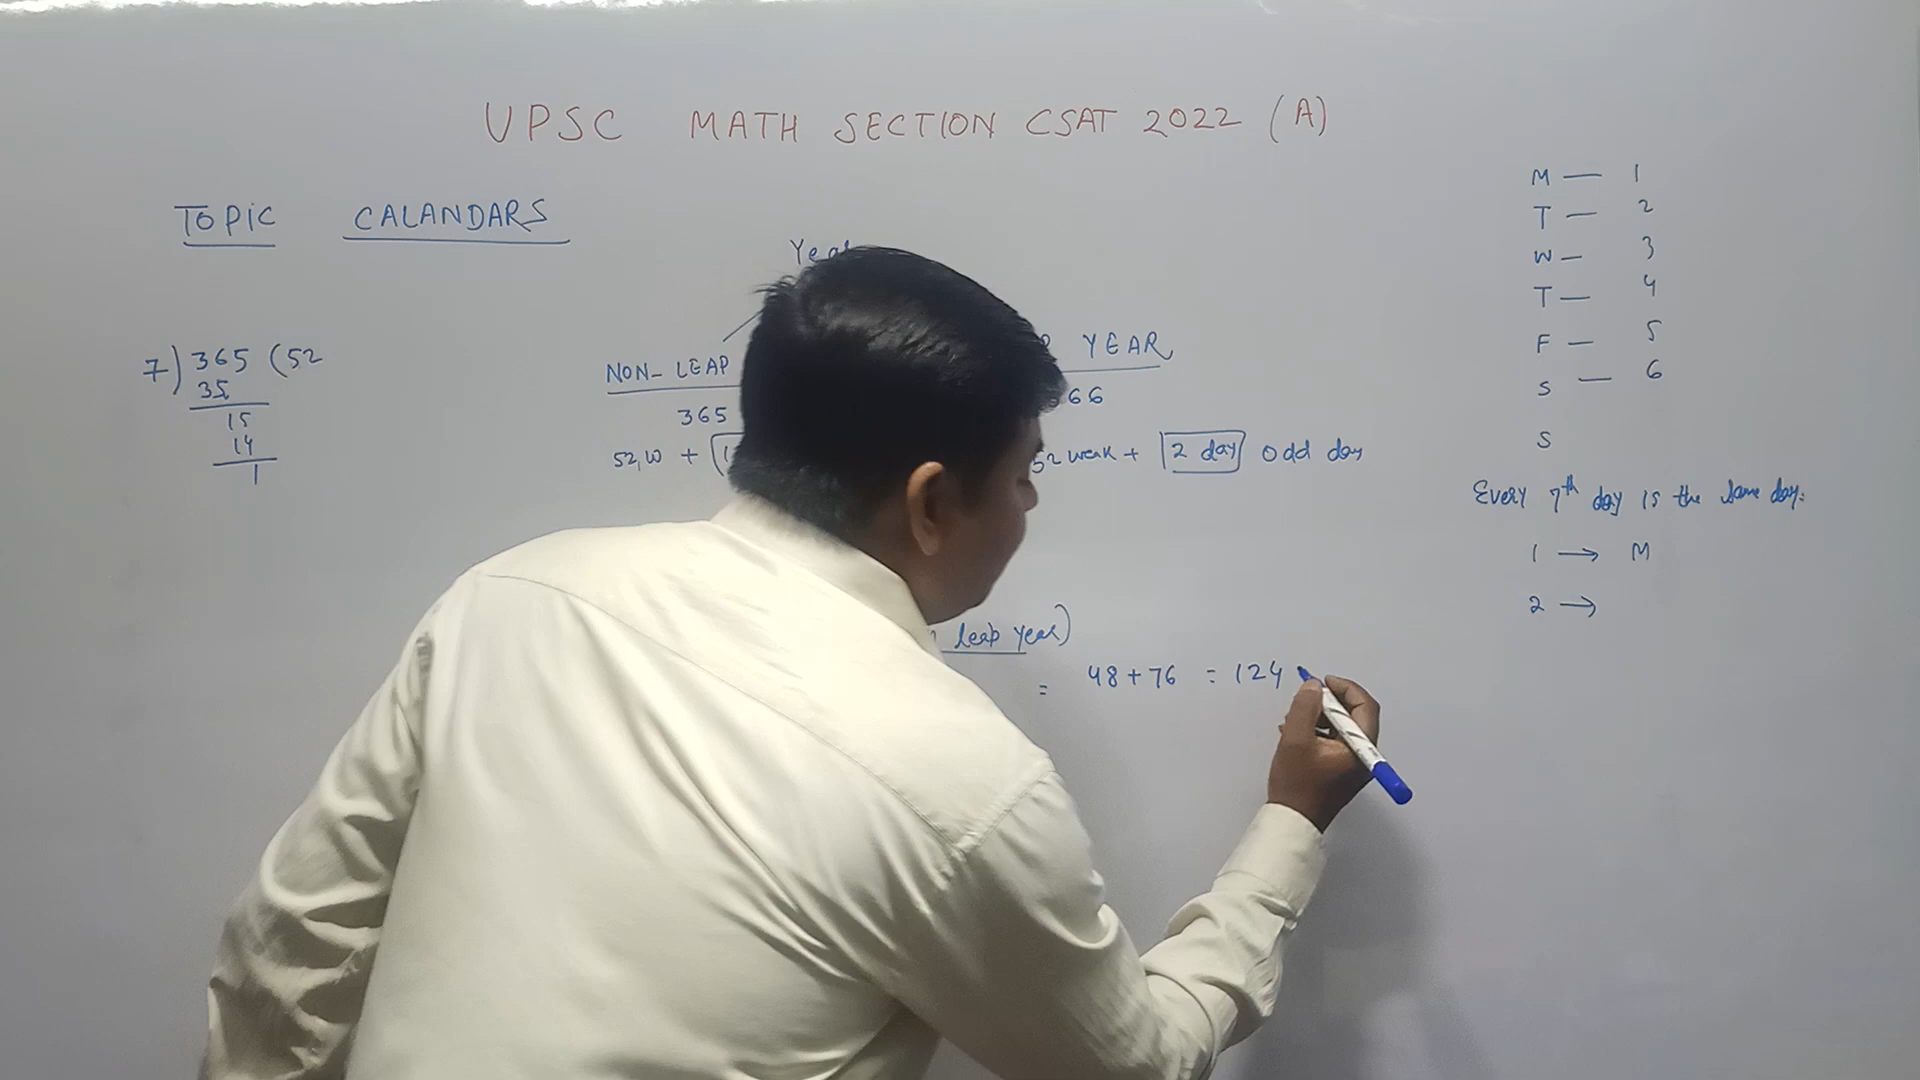 UPSC MATH SECTION CSAT 2022 (A)
TOPIC CALANDARS
7) 365 (52
35
15
14
1
NON-LEAP
365
52,W +
YEAR
66
52 weak + 2 day odd day
leap year)
= 48+76 = 124
M — 1
T — 2
W — 3
T — 4
F — 5
S — 6
S
Every 7th day is the same day.
1 → M
2 →